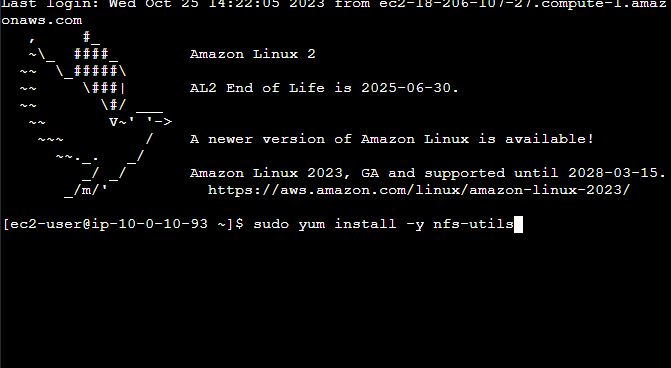 Last login: Wed Oct 25 14:22:05 2023 from ec2-18-206-107-27.compute-1.amaz
onaws.com
   ,     #_
   ~\_  ####_        Amazon Linux 2
  ~~  \_#####\
  ~~     \###|       AL2 End of Life is 2025-06-30.
  ~~       \#/ ___
   ~~       V~' '->
    ~~~         /    A newer version of Amazon Linux is available!
      ~~._.   _/
         _/ _/       Amazon Linux 2023, GA and supported until 2028-03-15.
       _/m/'           https://aws.amazon.com/linux/amazon-linux-2023/
[ec2-user@ip-10-0-10-93 ~]$ sudo yum install -y nfs-utils